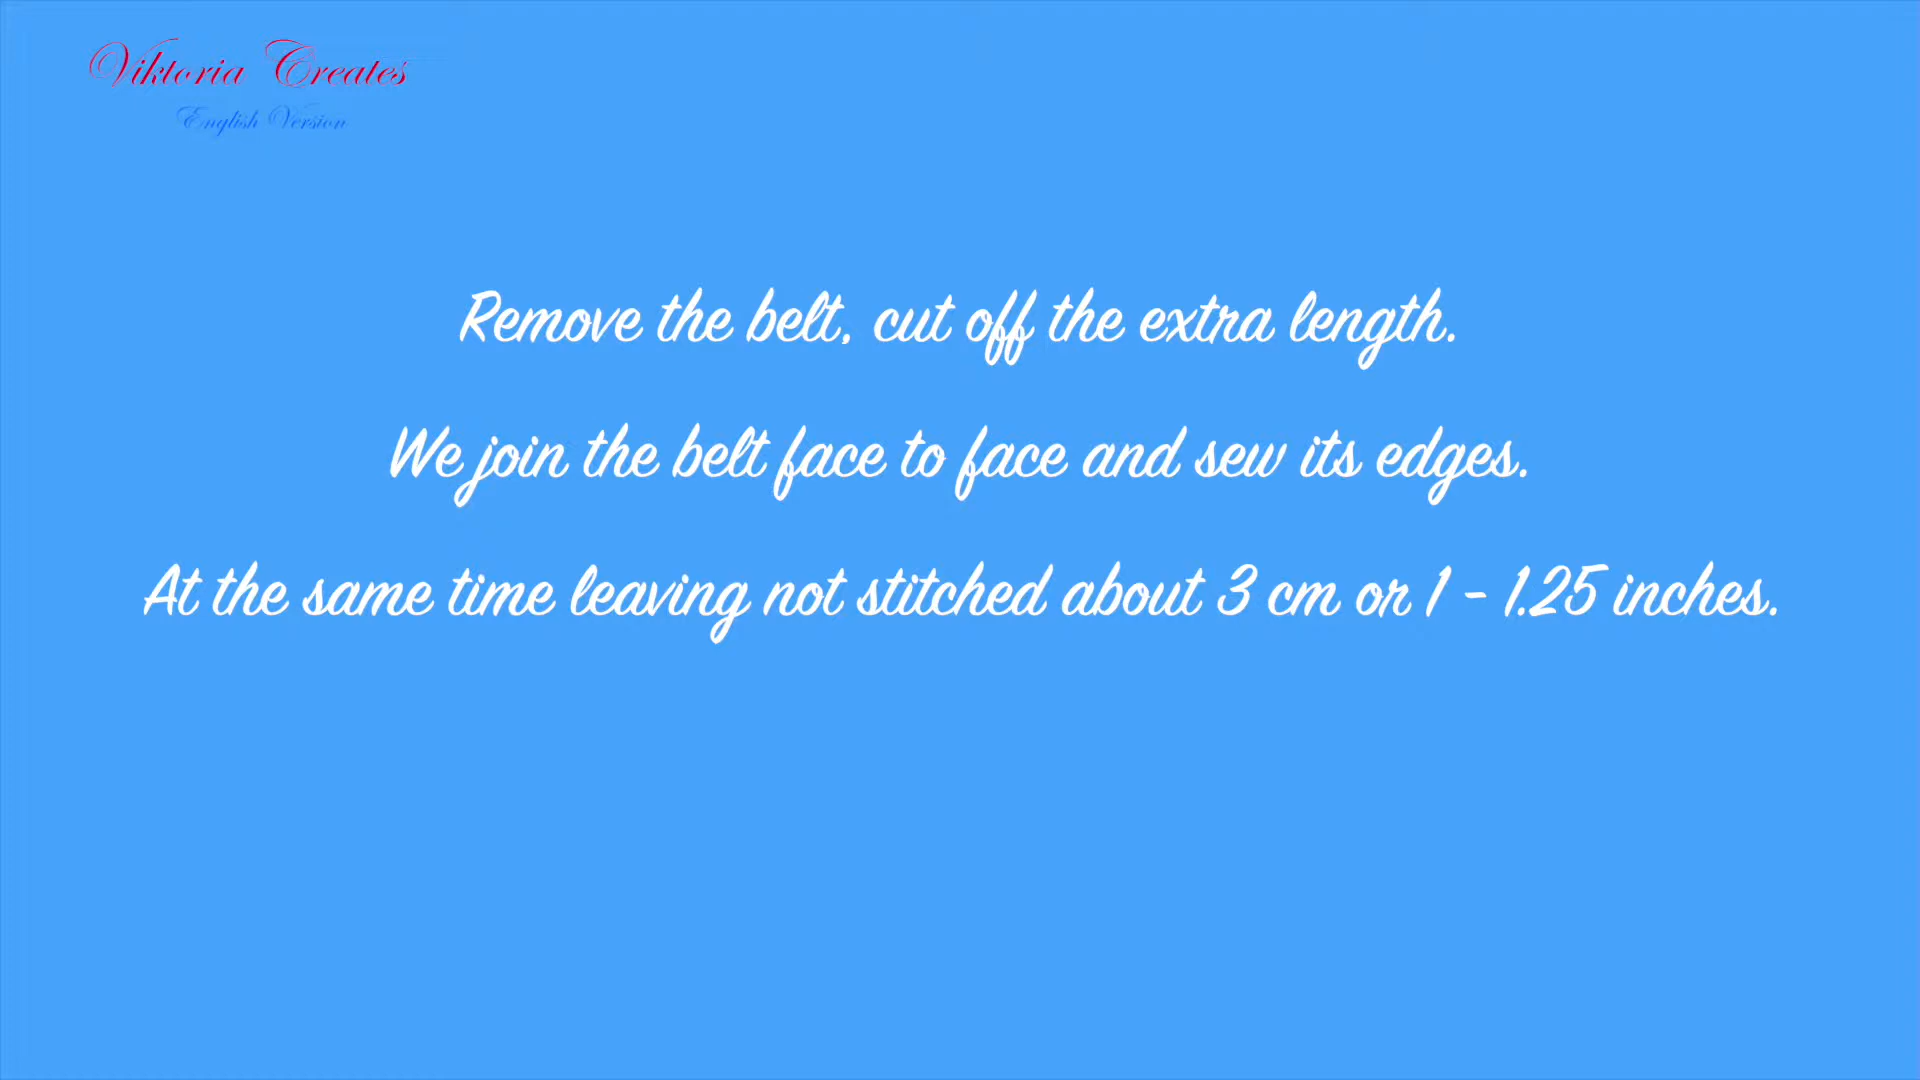 Viktoria Creates
English Version
Remove the belt, cut off the extra length.
We join the belt face to face and sew its edges.
At the same time leaving not stitched about 3 cm or 1 - 1.25 inches.